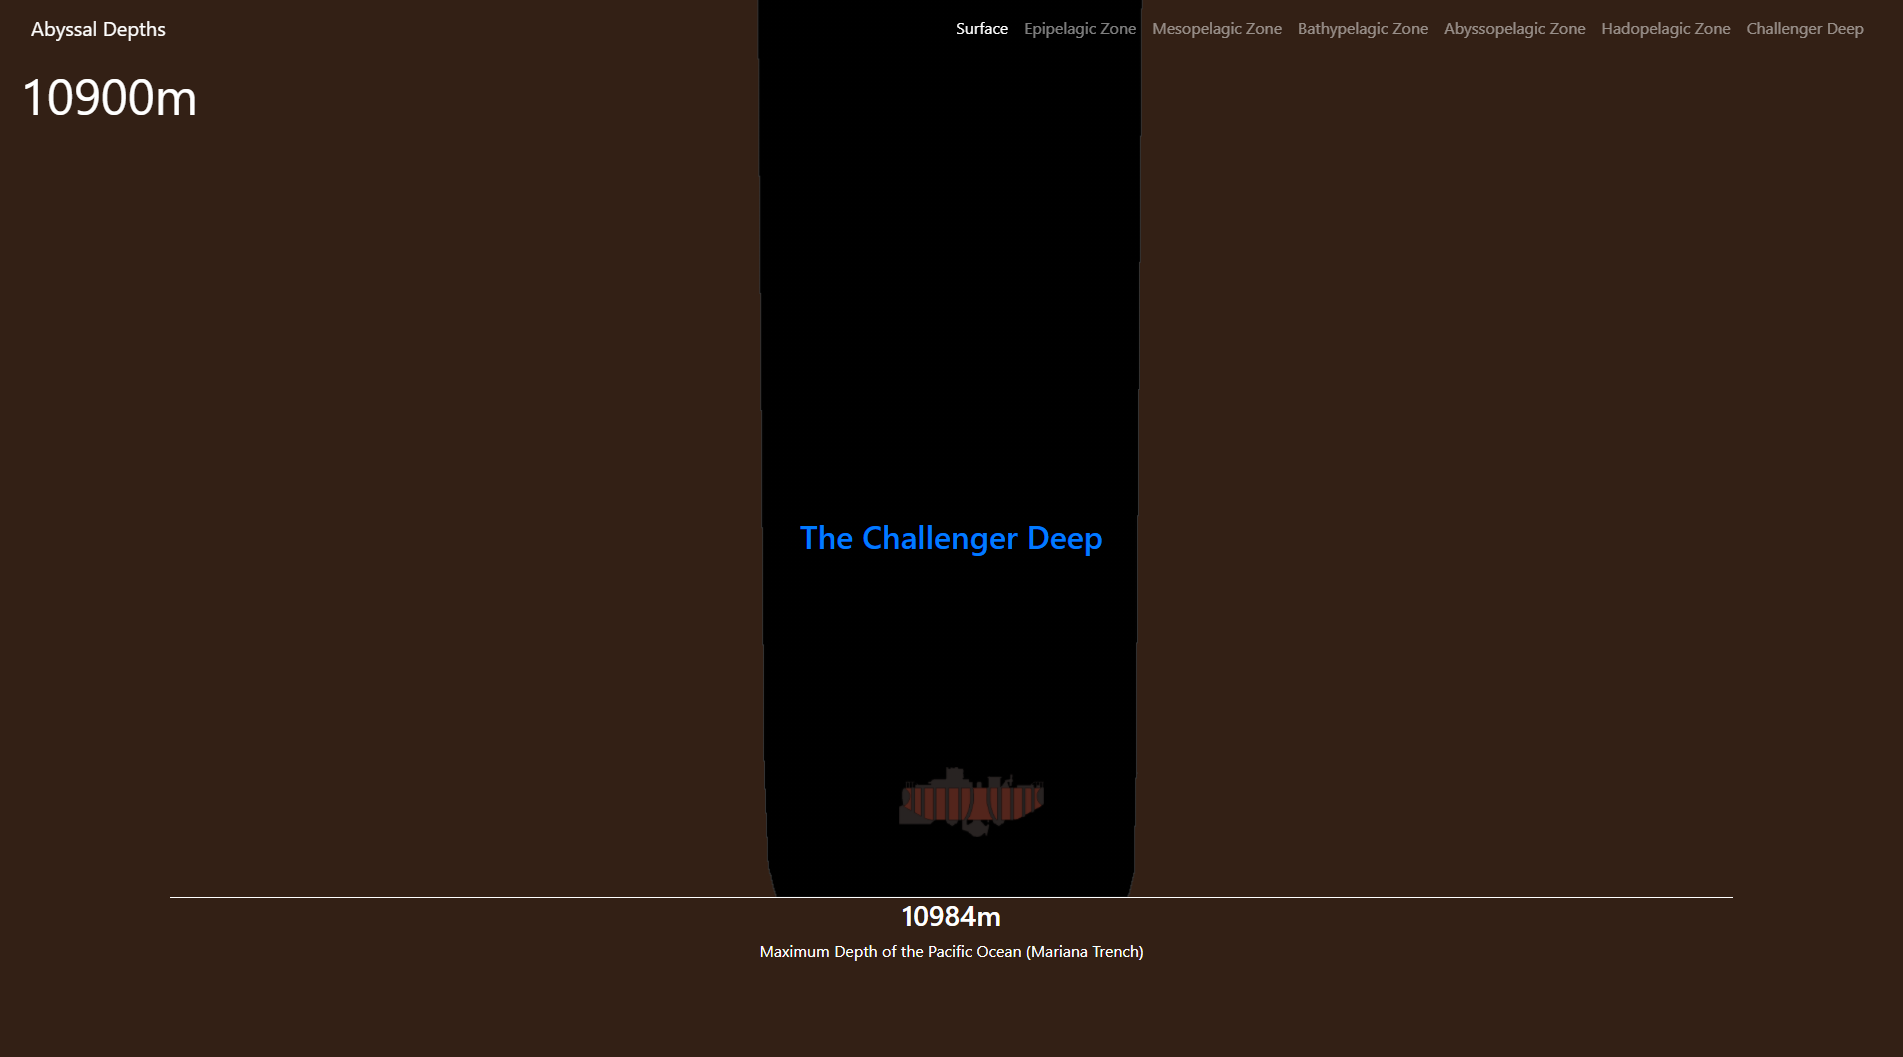 Abyssal Depths
Surface Epipelagic Zone Mesopelagic Zone Bathypelagic Zone Abyssopelagic Zone Hadopelagic Zone Challenger Deep
10900m
The Challenger Deep
10984m
Maximum Depth of the Pacific Ocean (Mariana Trench)